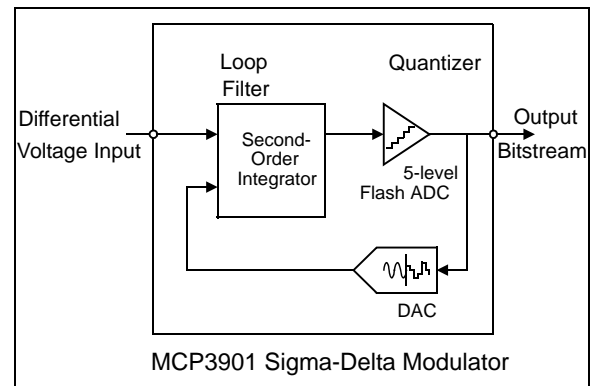 Loop
Filter
Quantizer
Differential
Voltage Input
Second-
Order
Integrator
5-level
Flash ADC
Output
Bitstream
DAC
MCP3901 Sigma-Delta Modulator